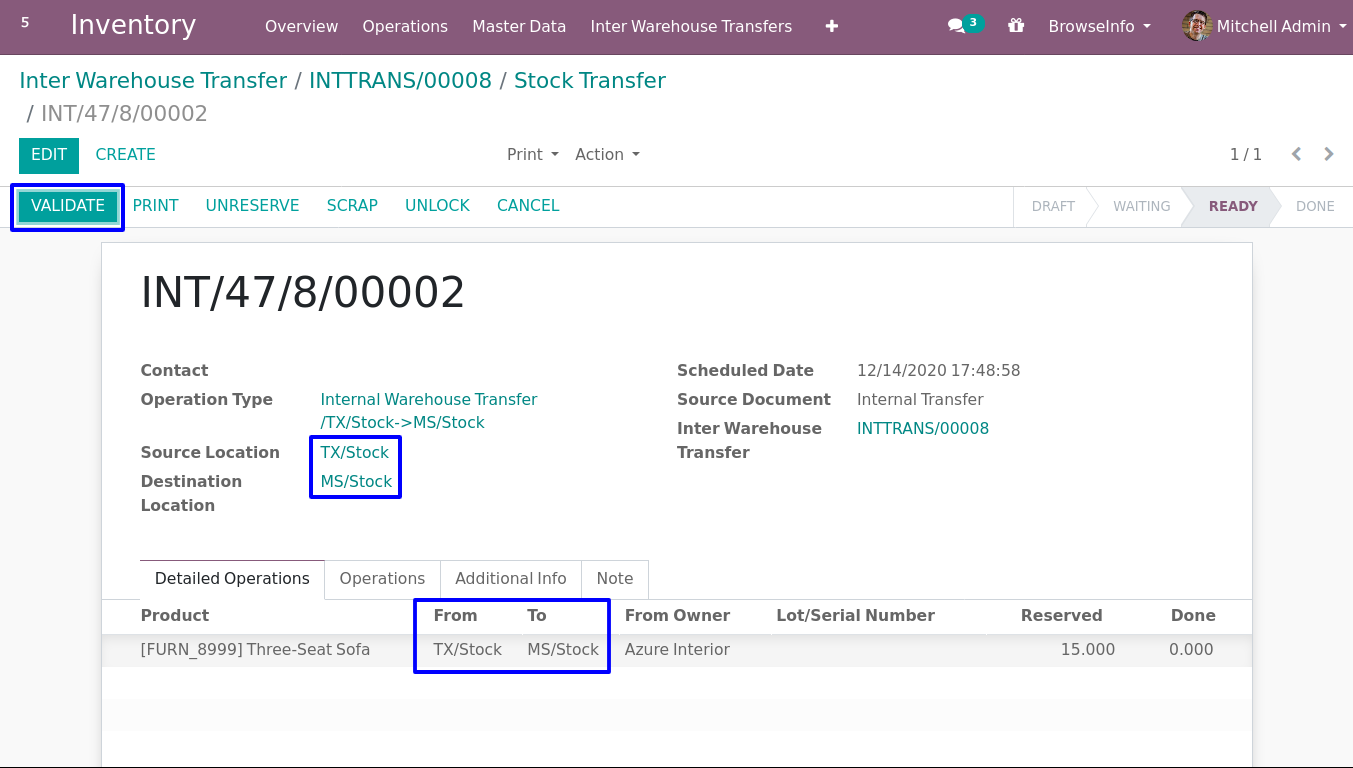 5 Inventory Overview Operations Master Data Inter Warehouse Transfers + 3 BrowseInfo Mitchell Admin
Inter Warehouse Transfer / INTTRANS/00008 / Stock Transfer
/ INT/47/8/00002
EDIT CREATE Print Action 1 / 1
VALIDATE PRINT UNRESERVE SCRAP UNLOCK CANCEL DRAFT WAITING READY DONE
INT/47/8/00002
Contact Scheduled Date 12/14/2020 17:48:58
Operation Type Internal Warehouse Transfer Source Document Internal Transfer
/TX/Stock->MS/Stock Inter Warehouse INTTRANS/00008
Source Location TX/Stock Transfer
Destination MS/Stock
Location
Detailed Operations Operations Additional Info Note
Product From To From Owner Lot/Serial Number Reserved Done
[FURN_8999] Three-Seat Sofa TX/Stock MS/Stock Azure Interior 15.000 0.000